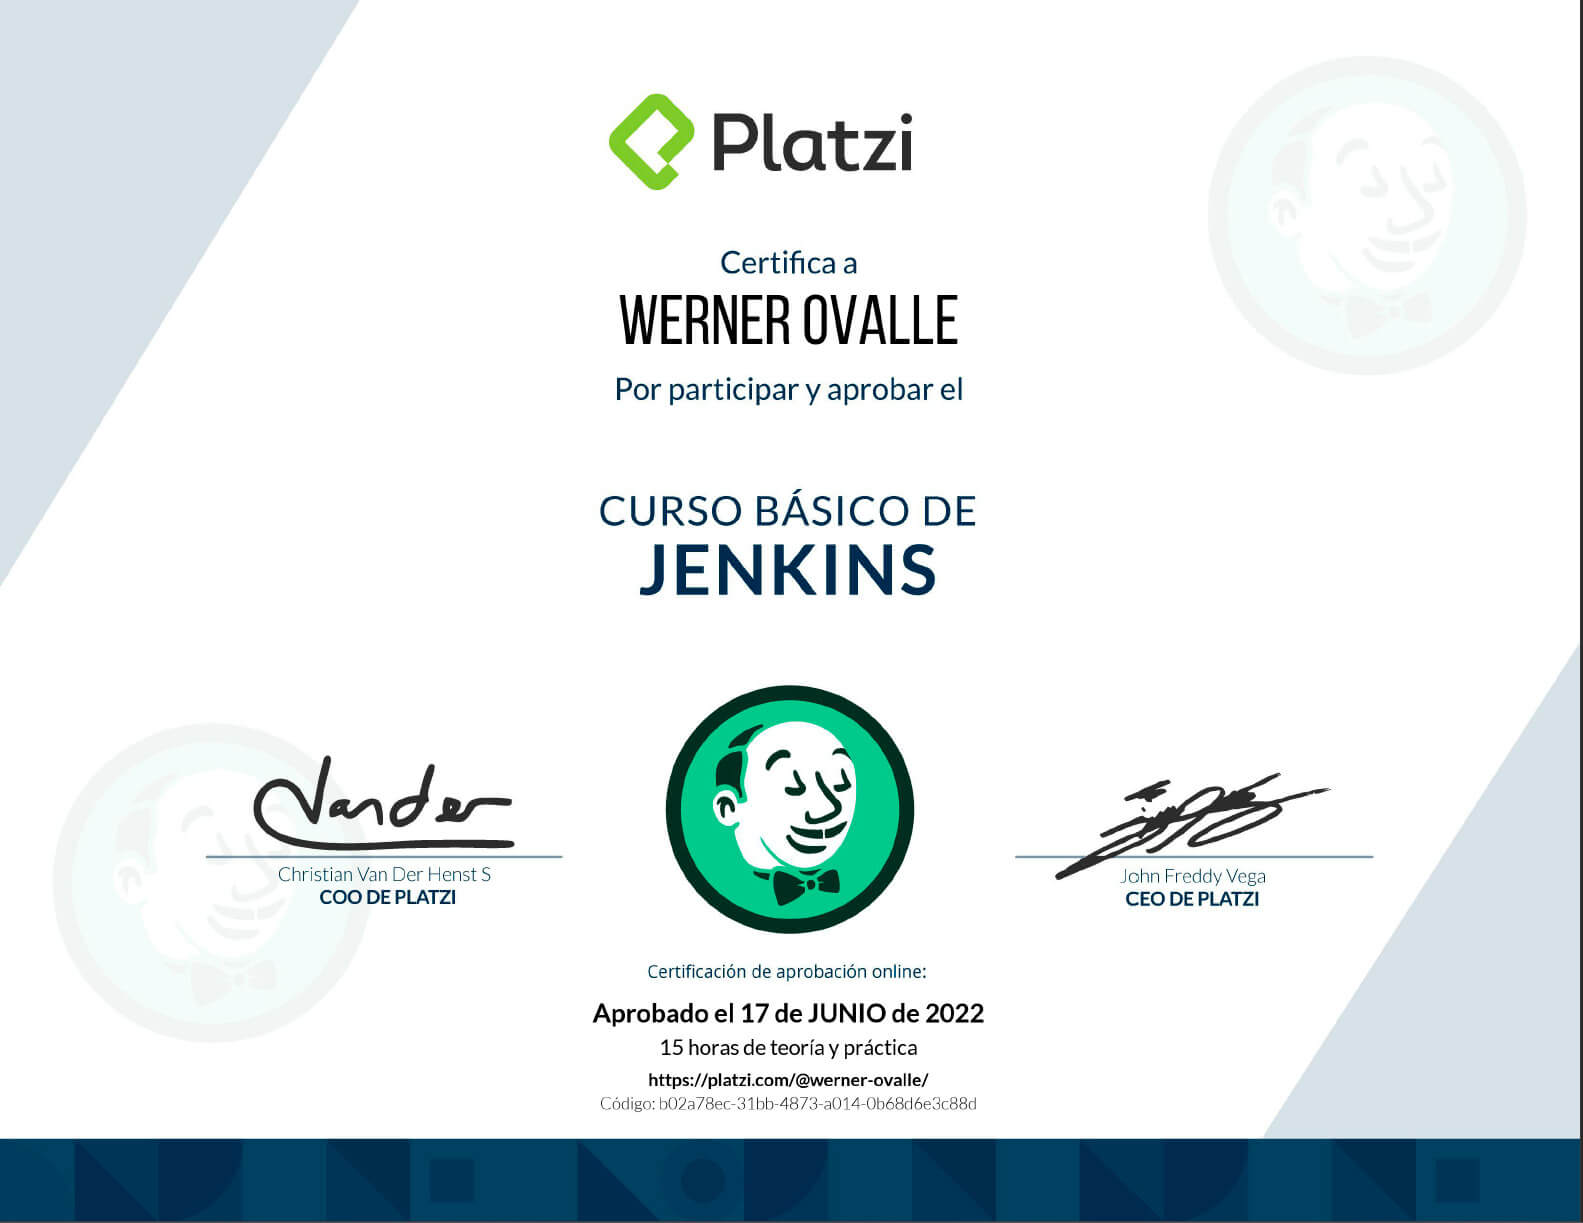 Platzi
Certifica a
WERNER OVALLE
Por participar y aprobar el
CURSO BÁSICO DE
JENKINS
Vander
Christian Van Der Henst S
COO DE PLATZI
John Freddy Vega
CEO DE PLATZI
Certificación de aprobación online:
Aprobado el 17 de JUNIO de 2022
15 horas de teoría y práctica
https://platzi.com/@werner-ovalle/
Código: b02a78ec-31bb-4873-a014-0b68d6e3c88d